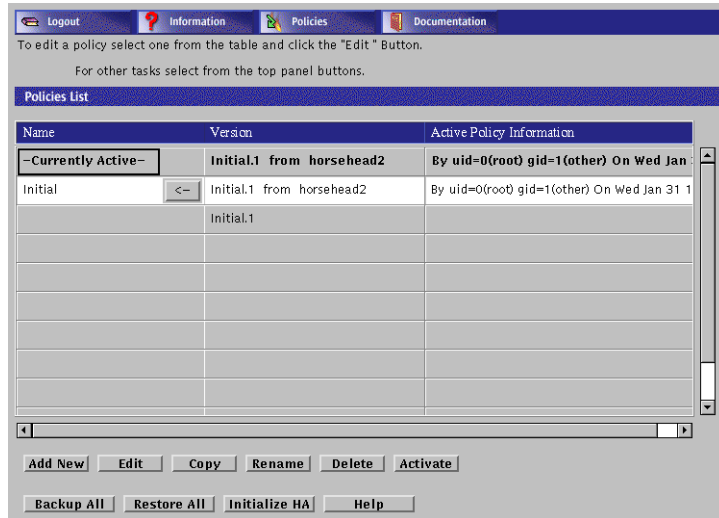 Logout Information Policies Documentation
To edit a policy select one from the table and click the "Edit " Button.
For other tasks select from the top panel buttons.
Policies List
Name Version Active Policy Information
-Currently Active- Initial.1 from horsehead2 By uid=0(root) gid=1(other) On Wed Jan
Initial <- Initial.1 from horsehead2 By uid=0(root) gid=1(other) On Wed Jan 31 1
Initial.1
Add New Edit Copy Rename Delete Activate
Backup All Restore All Initialize HA Help